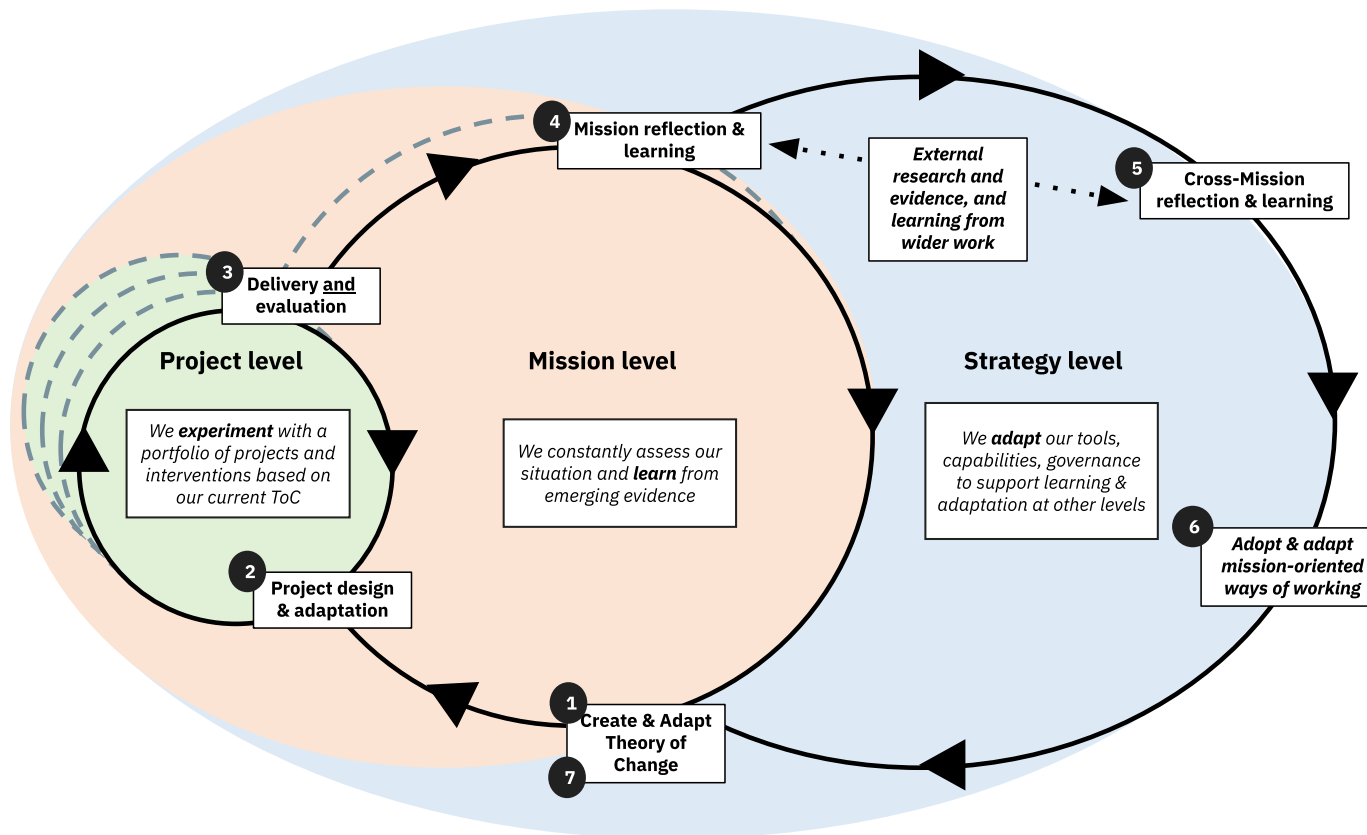 4
Mission reflection &
learning
External
research and
evidence, and
learning from
wider work
5
Cross-Mission
reflection & learning
3
Delivery and
evaluation
Project level
Mission level
Strategy level
We experiment with a
portfolio of projects and
interventions based on
our current ToC
We constantly assess our
situation and learn from
emerging evidence
We adapt our tools,
capabilities, governance
to support learning &
adaptation at other levels
6
Adopt & adapt
mission-oriented
ways of working
2
Project design
& adaptation
1
Create & Adapt
Theory of
Change
7